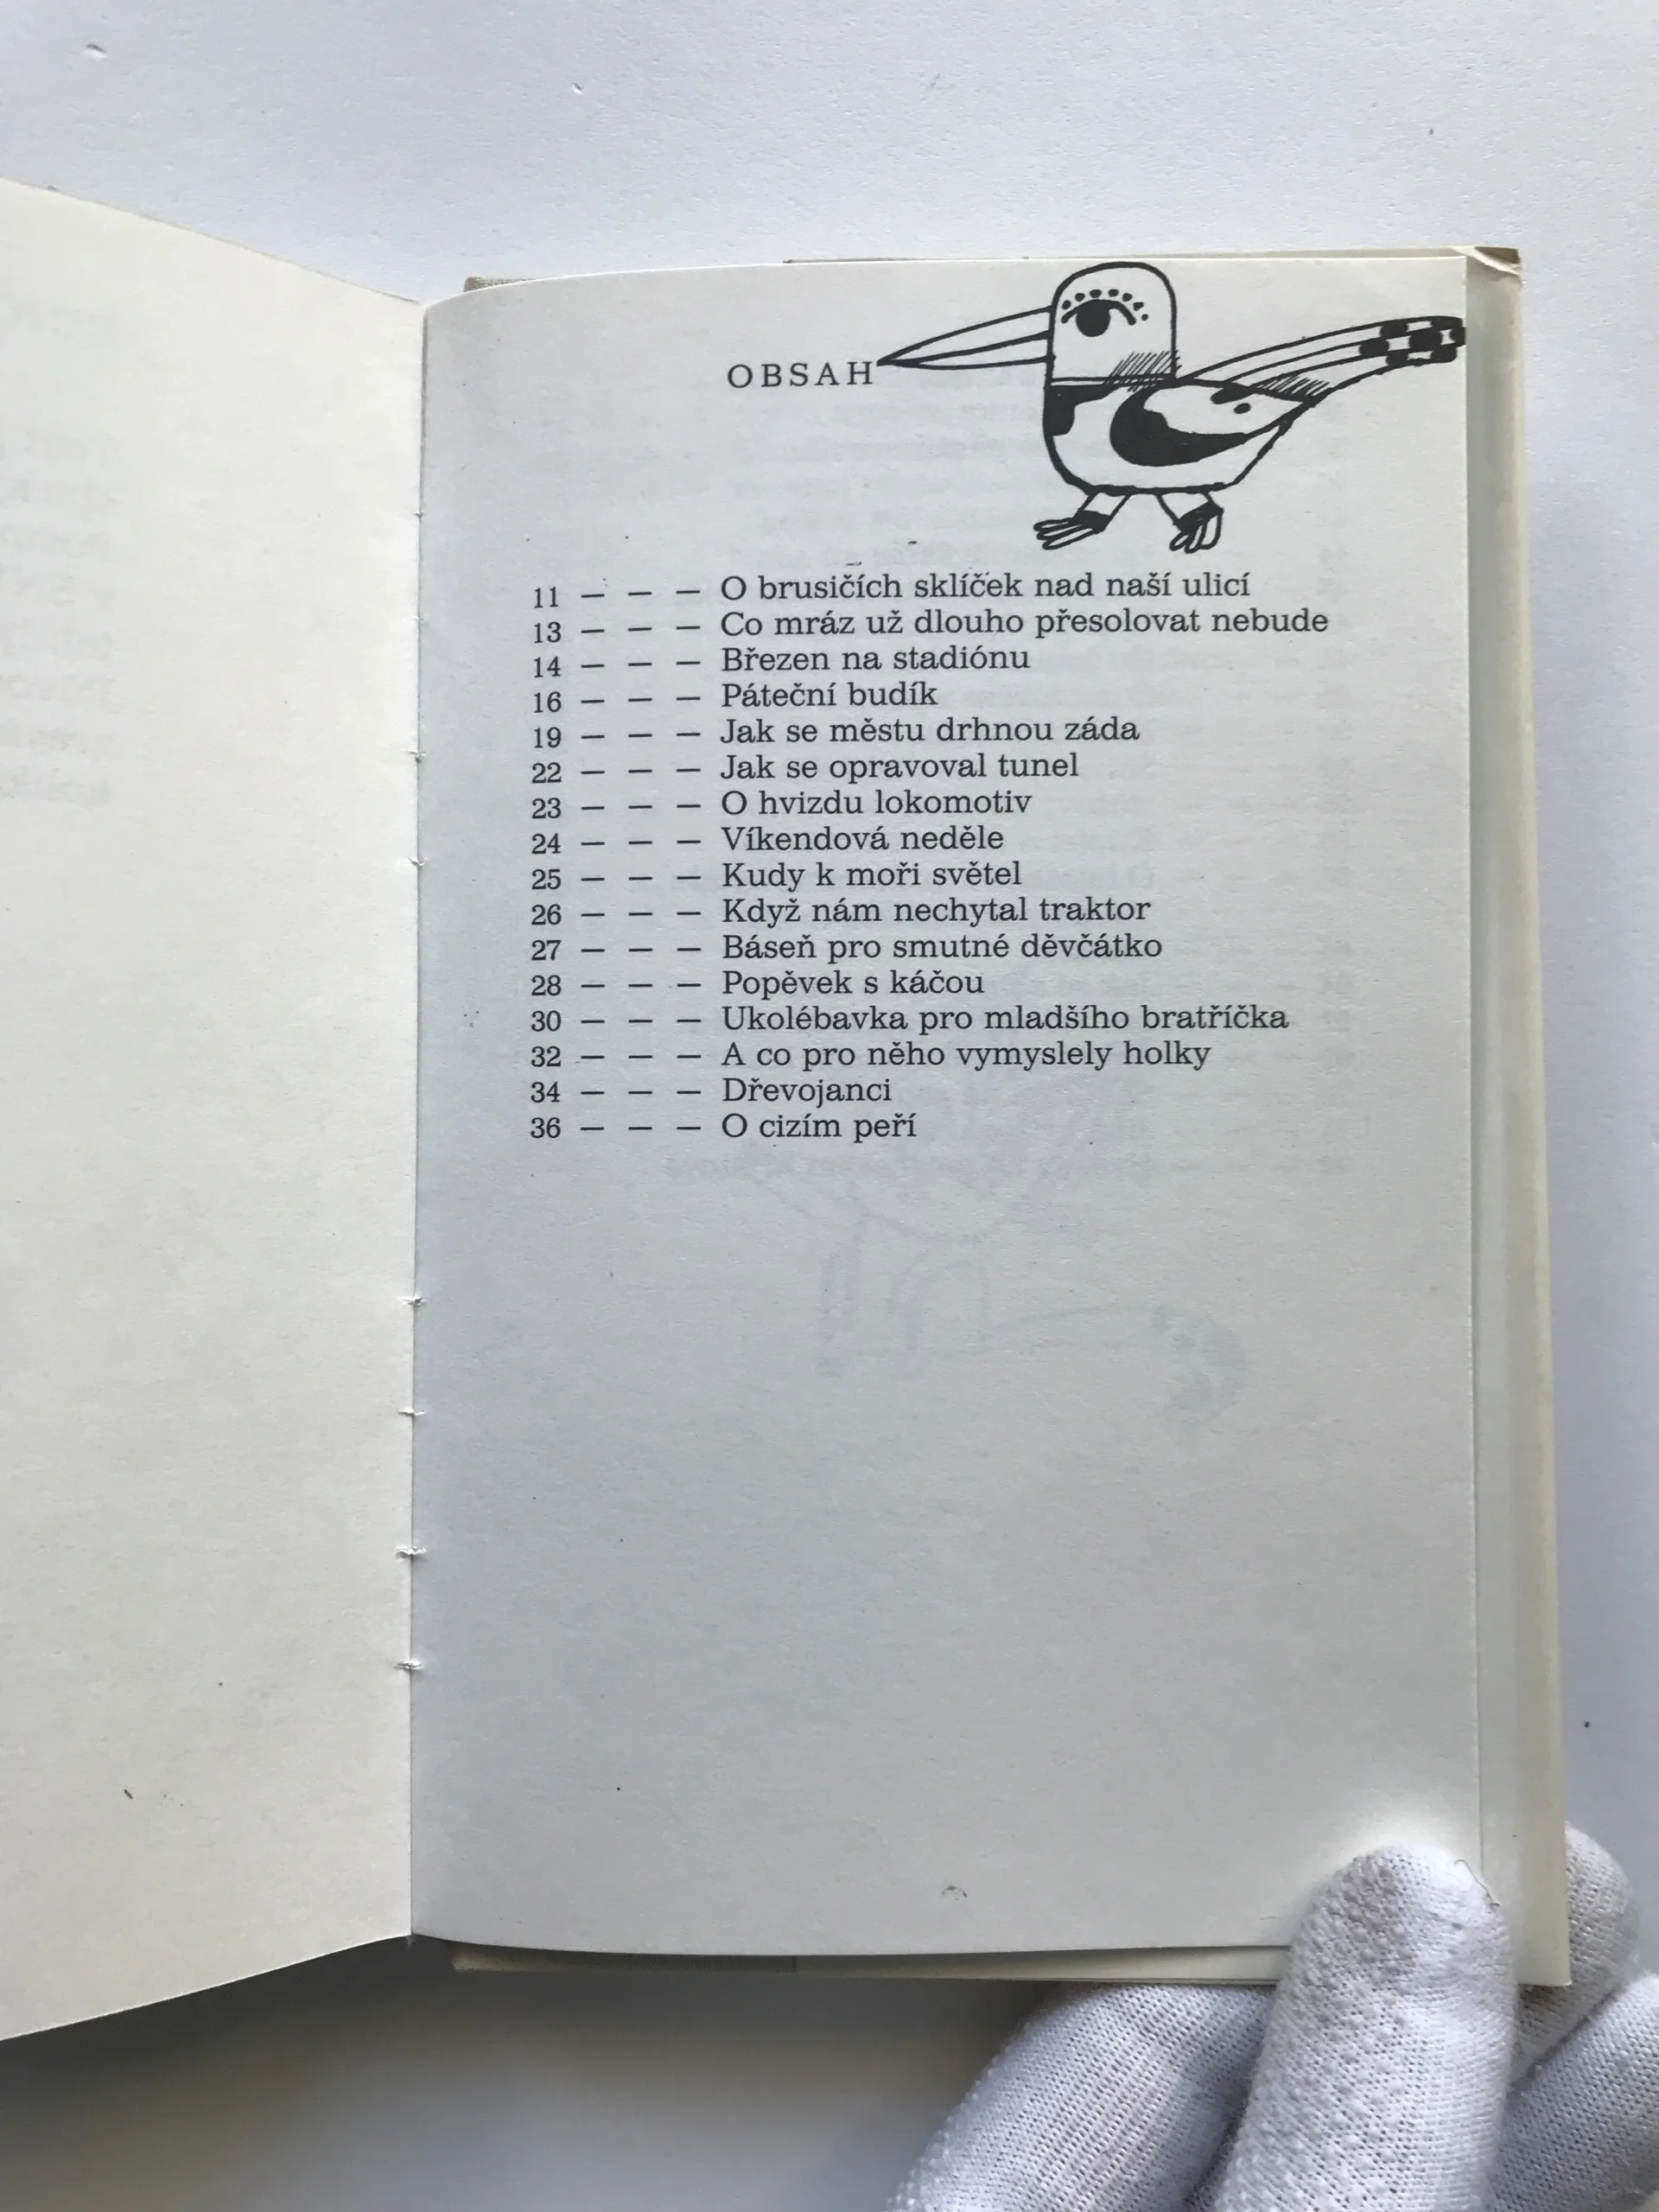 OBSAH
11 — — — O brusičích sklíček nad naší ulicí
13 — — — Co mráz už dlouho přesolovat nebude
14 — — — Březen na stadiónu
16 — — — Páteční budík
19 — — — Jak se městu drhnou záda
22 — — — Jak se opravoval tunel
23 — — — O hvizdu lokomotiv
24 — — — Víkendová neděle
25 — — — Kudy k moři světel
26 — — — Když nám nechytal traktor
27 — — — Báseň pro smutné děvčátko
28 — — — Popěvek s káčou
30 — — — Ukolébavka pro mladšího bratříčka
32 — — — A co pro něho vymyslely holky
34 — — — Dřevojanci
36 — — — O cizím peří